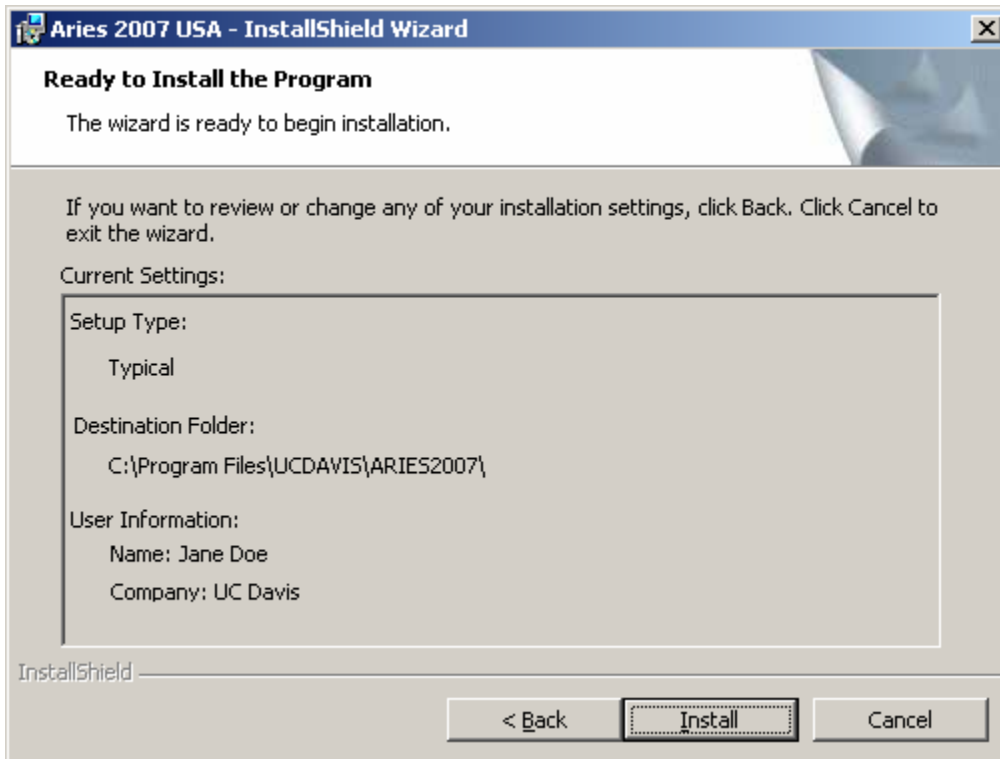 Aries 2007 USA - InstallShield Wizard
Ready to Install the Program
The wizard is ready to begin installation.
If you want to review or change any of your installation settings, click Back. Click Cancel to
exit the wizard.
Current Settings:
Setup Type:
Typical
Destination Folder:
C:\Program Files\UCDAVIS\ARIES2007\
User Information:
Name: Jane Doe
Company: UC Davis
InstallShield
< Back
Install
Cancel